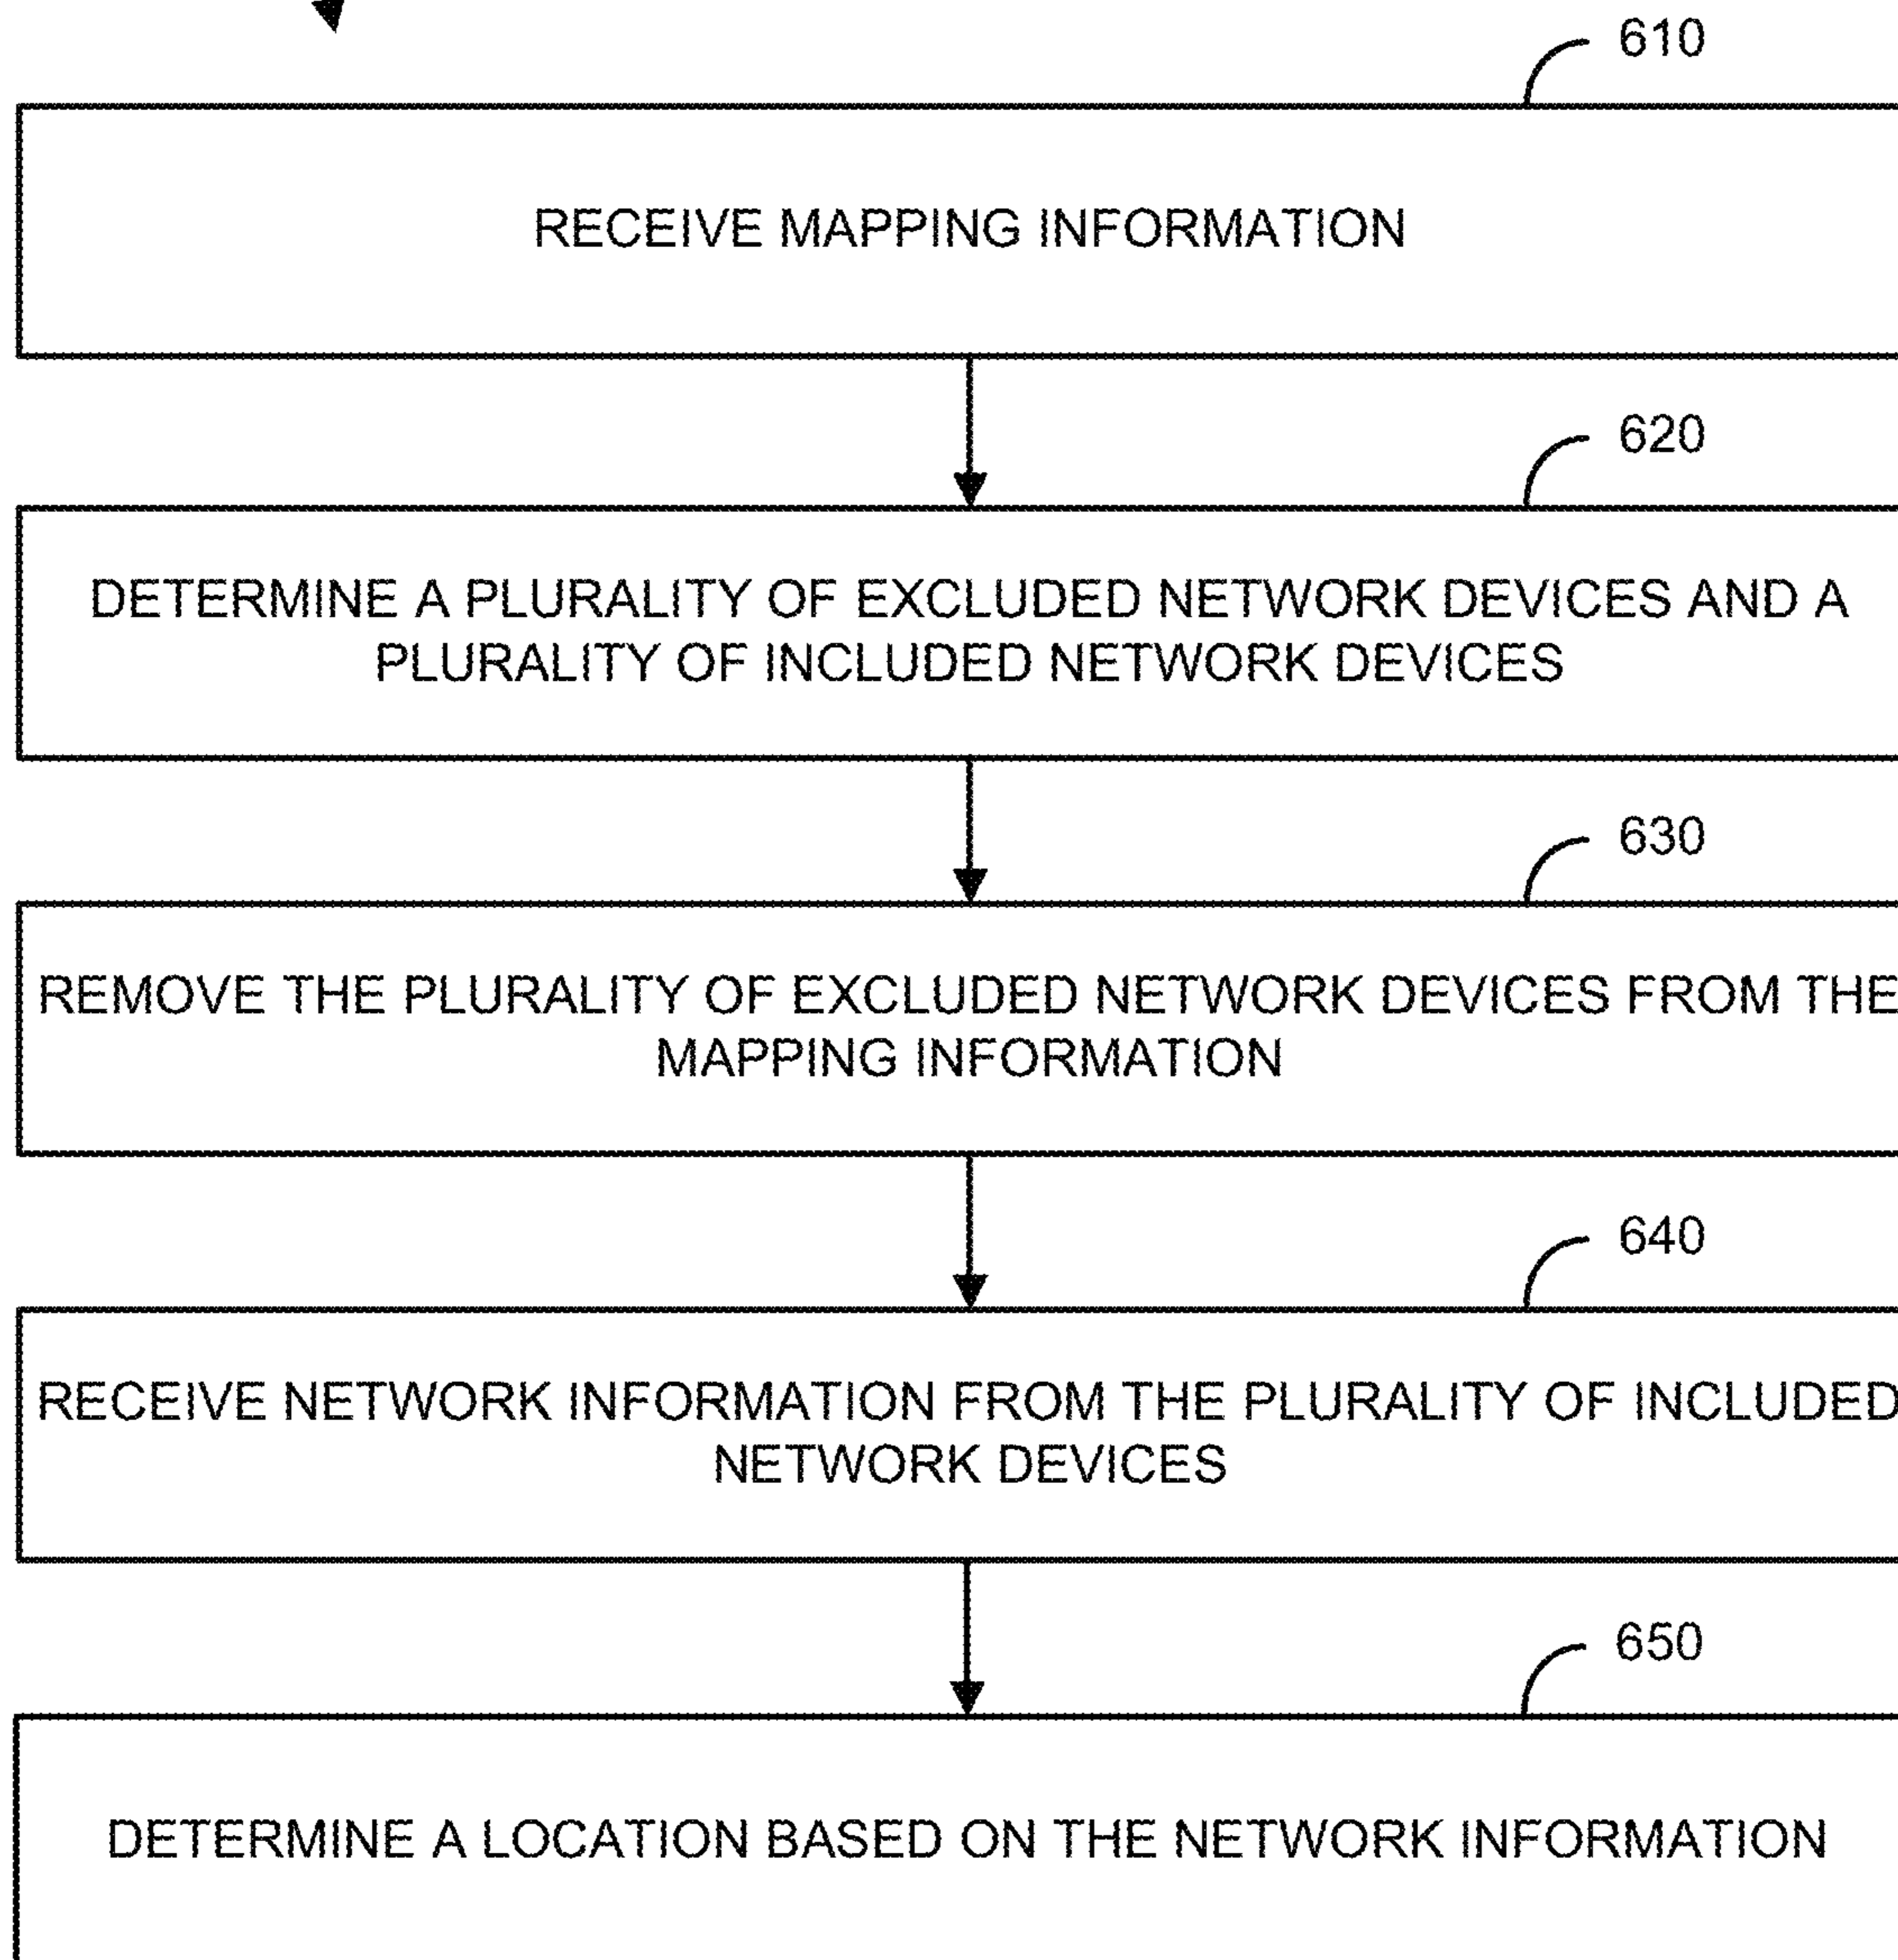 610
RECEIVE MAPPING INFORMATION
620
DETERMINE A PLURALITY OF EXCLUDED NETWORK DEVICES AND A
PLURALITY OF INCLUDED NETWORK DEVICES
630
REMOVE THE PLURALITY OF EXCLUDED NETWORK DEVICES FROM THE
MAPPING INFORMATION
640
RECEIVE NETWORK INFORMATION FROM THE PLURALITY OF INCLUDED
NETWORK DEVICES
650
DETERMINE A LOCATION BASED ON THE NETWORK INFORMATION